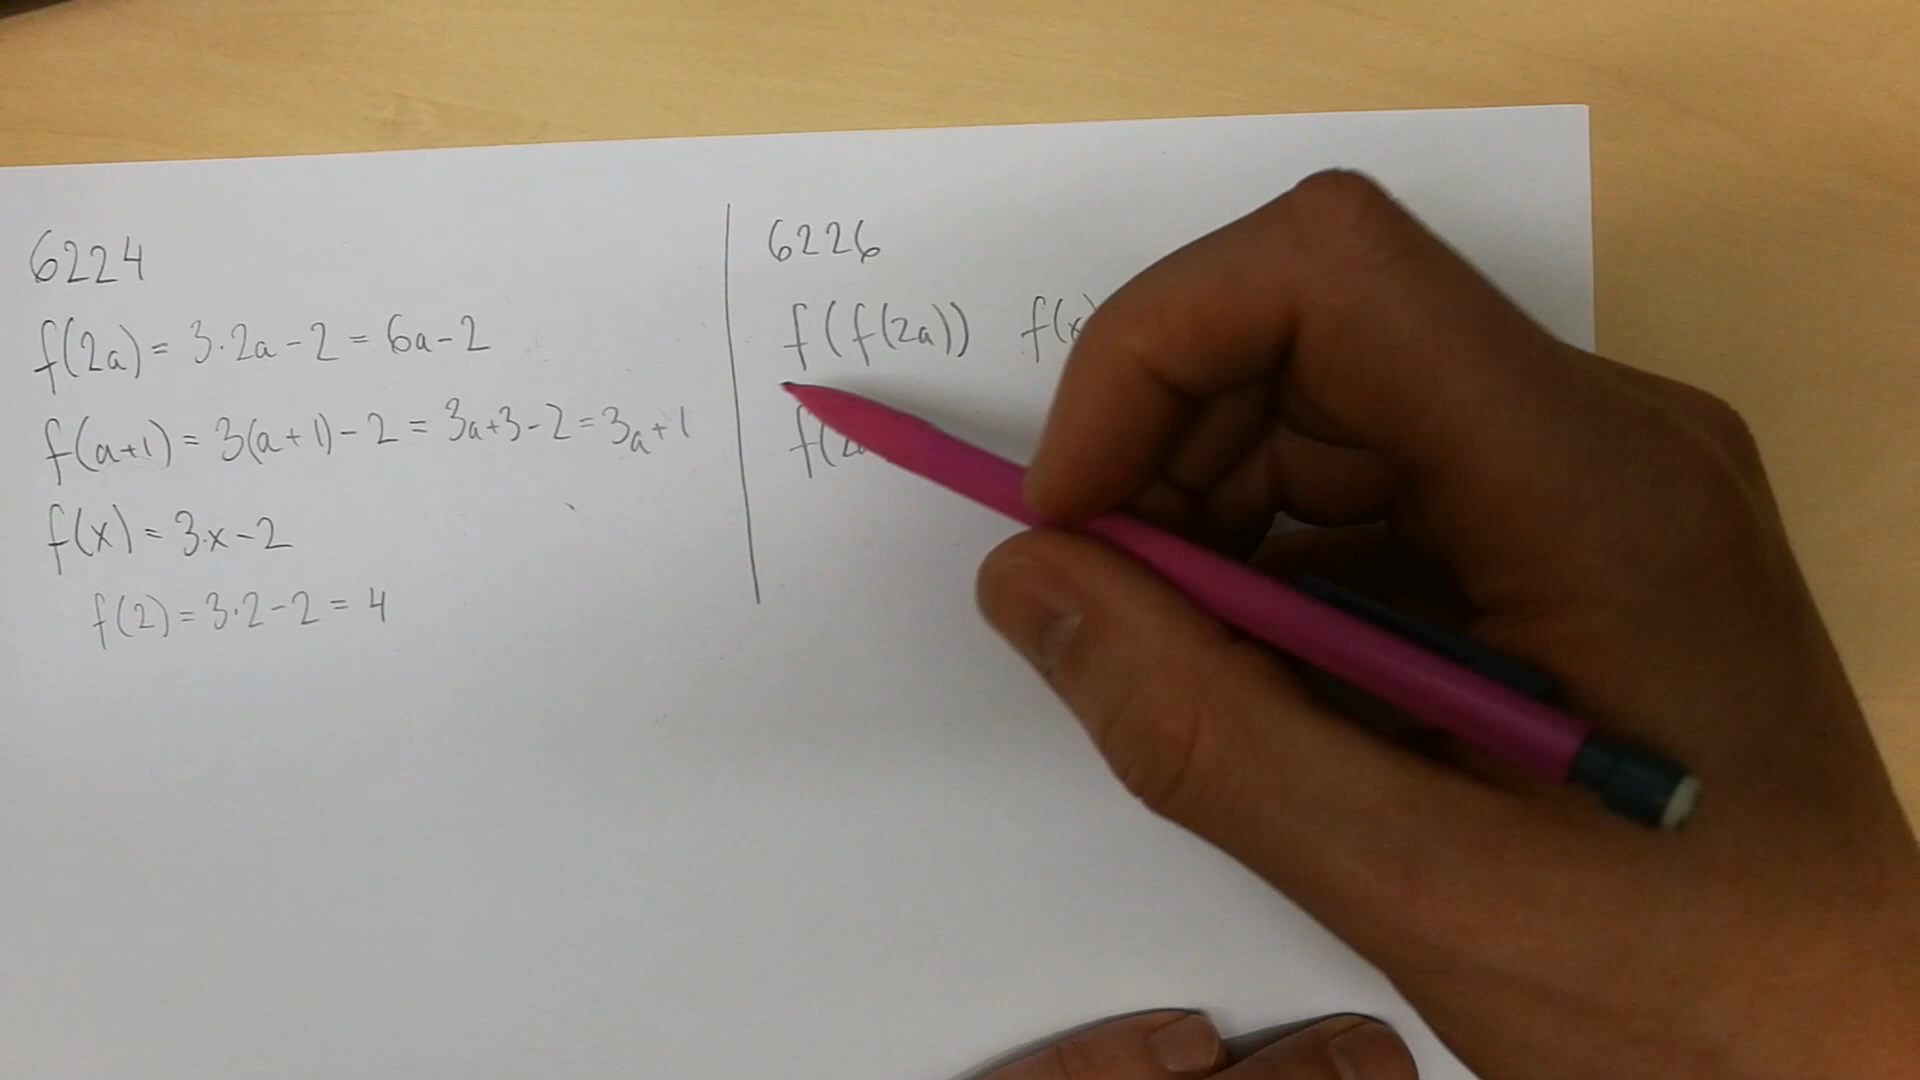 6224
f(2a) = 3·2a - 2 = 6a - 2
f(a+1) = 3(a+1) - 2 = 3a+3-2 = 3a+1
f(x) = 3·x - 2
f(2) = 3·2 - 2 = 4
6226
f(f(2a)) f(x)
f(2a